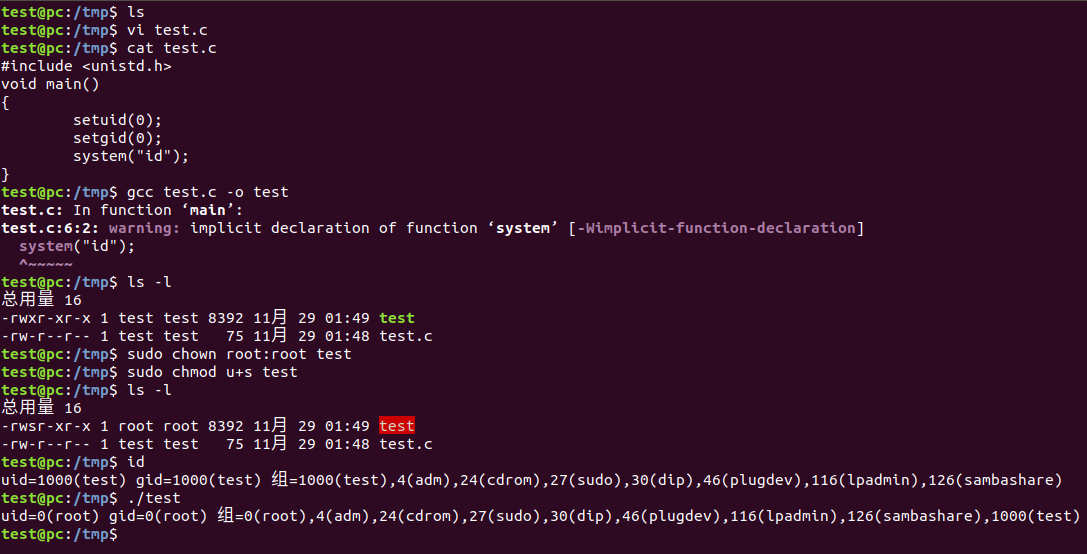 test@pc:/tmp$ ls
test@pc:/tmp$ vi test.c
test@pc:/tmp$ cat test.c
#include <unistd.h>
void main()
{
        setuid(0);
        setgid(0);
        system("id");
}
test@pc:/tmp$ gcc test.c -o test
test.c: In function ‘main’:
test.c:6:2: warning: implicit declaration of function ‘system’ [-Wimplicit-function-declaration]
  system("id");
  ^~~~~~
test@pc:/tmp$ ls -l
总用量 16
-rwxr-xr-x 1 test test 8392 11月 29 01:49 test
-rw-r--r-- 1 test test   75 11月 29 01:48 test.c
test@pc:/tmp$ sudo chown root:root test
test@pc:/tmp$ sudo chmod u+s test
test@pc:/tmp$ ls -l
总用量 16
-rwsr-xr-x 1 root root 8392 11月 29 01:49 test
-rw-r--r-- 1 test test   75 11月 29 01:48 test.c
test@pc:/tmp$ id
uid=1000(test) gid=1000(test) 组=1000(test),4(adm),24(cdrom),27(sudo),30(dip),46(plugdev),116(lpadmin),126(sambashare)
test@pc:/tmp$ ./test
uid=0(root) gid=0(root) 组=0(root),4(adm),24(cdrom),27(sudo),30(dip),46(plugdev),116(lpadmin),126(sambashare),1000(test)
test@pc:/tmp$